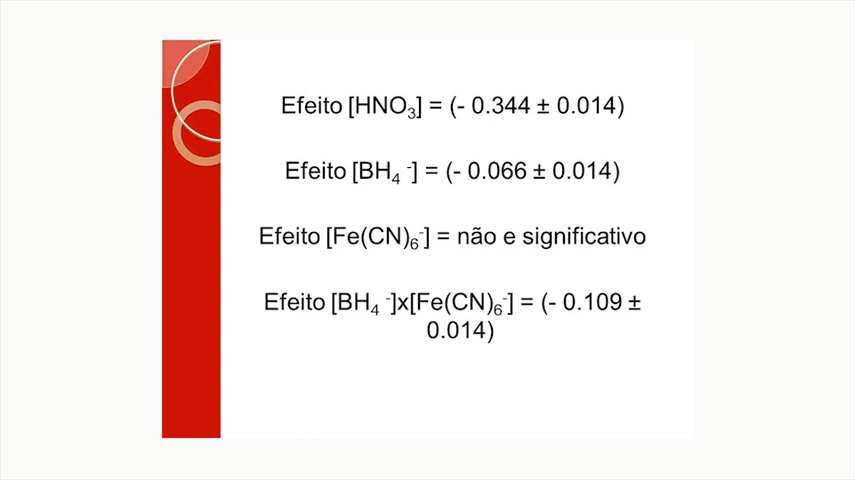 Efeito [HNO₃] = (- 0.344 ± 0.014)
Efeito [BH₄ ⁻] = (- 0.066 ± 0.014)
Efeito [Fe(CN)₆⁻] = não e significativo
Efeito [BH₄ ⁻]x[Fe(CN)₆⁻] = (- 0.109 ±
0.014)